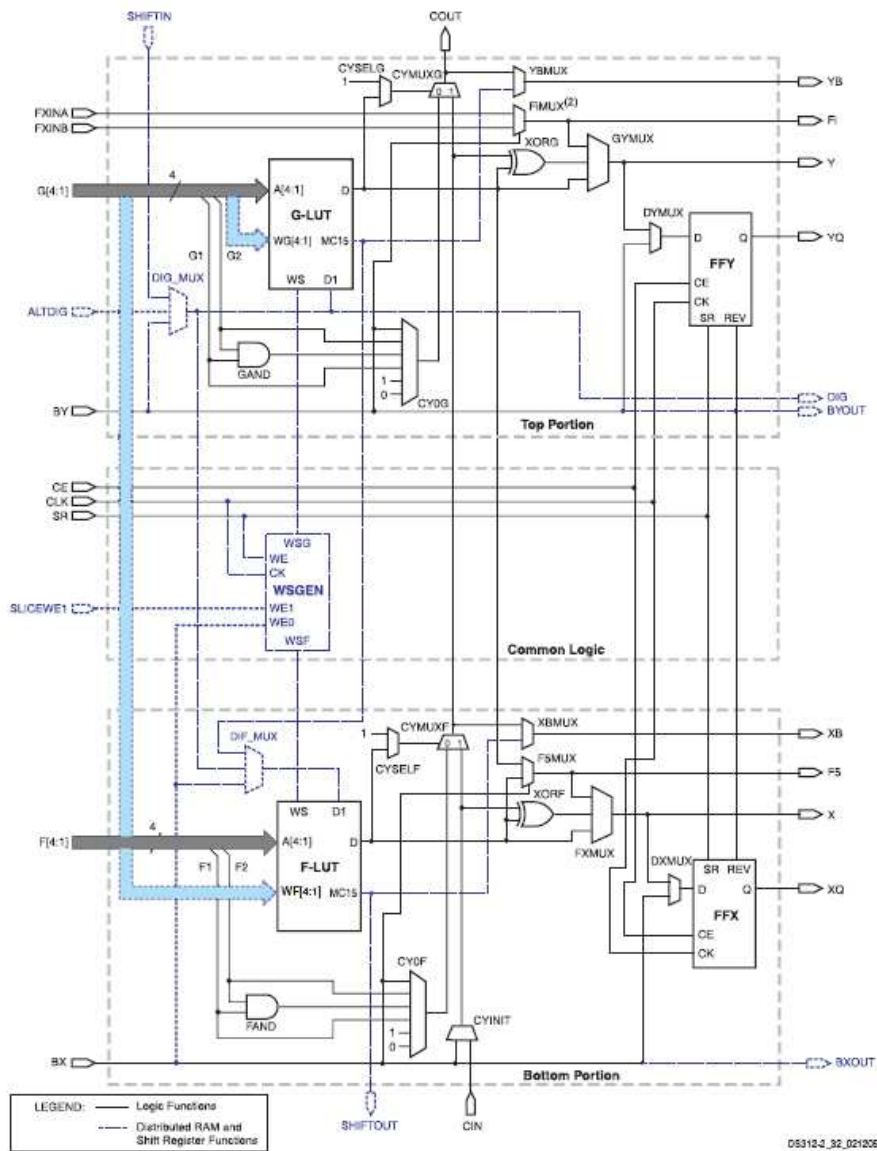 SHIFTIN
COUT
CYSELG
CYMUXG
YBMUX
1
0 1
YB
FXINA
FXINB
FiMUX(2)
Fi
XORG
GYMUX
Y
4
G[4:1]
A[4:1]
D
G-LUT
WG[4:1]
MC15
G1
G2
DYMUX
D
Q
YQ
FFY
WS
D1
DIG_MUX
CE
CK
ALTDIG
SR
REV
GAND
1
0
CY0G
DIG
BY
BYOUT
Top Portion
CE
CLK
SR
WSG
WE
CK
WSGEN
SLICEWE1
WE1
WE0
WSF
Common Logic
CYMUXF
XBMUX
1
0 1
XB
DIF_MUX
CYSELF
F5MUX
F5
WS
D1
XORF
X
4
F[4:1]
A[4:1]
D
F-LUT
FXMUX
F1
F2
DXMUX
SR
REV
WF[4:1]
MC15
D
Q
XQ
FFX
CE
CK
CY0F
FAND
CYINIT
1
0
BX
BXOUT
Bottom Portion
LEGEND:
Logic Functions
Distributed RAM and
Shift Register Functions
SHIFTOUT
CIN
DS312-2_32_021205